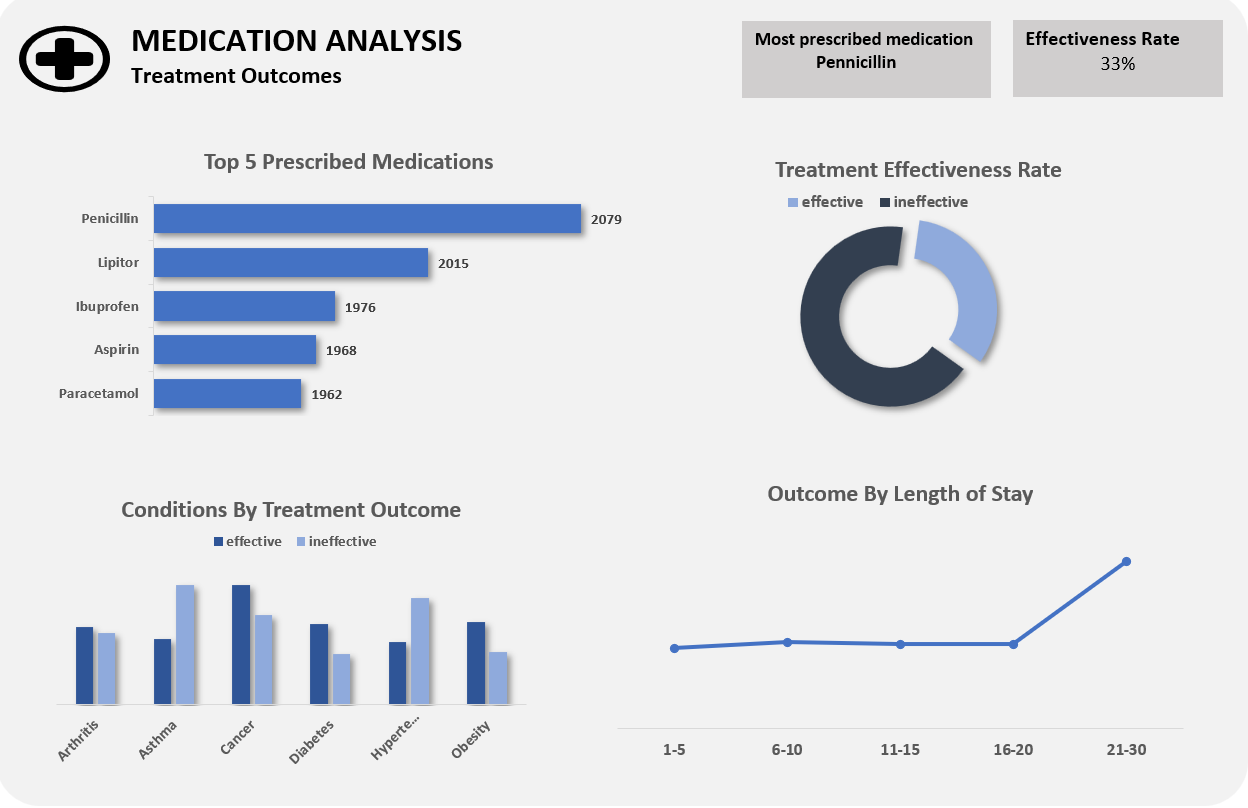 MEDICATION ANALYSIS
Treatment Outcomes
Most prescribed medication
Pennicillin
Effectiveness Rate
33%
Top 5 Prescribed Medications
Penicillin 2079
Lipitor 2015
Ibuprofen 1976
Aspirin 1968
Paracetamol 1962
Treatment Effectiveness Rate
effective ineffective
Conditions By Treatment Outcome
effective ineffective
Arthritis Asthma Cancer Diabetes Hyperte... Obesity
Outcome By Length of Stay
1-5 6-10 11-15 16-20 21-30